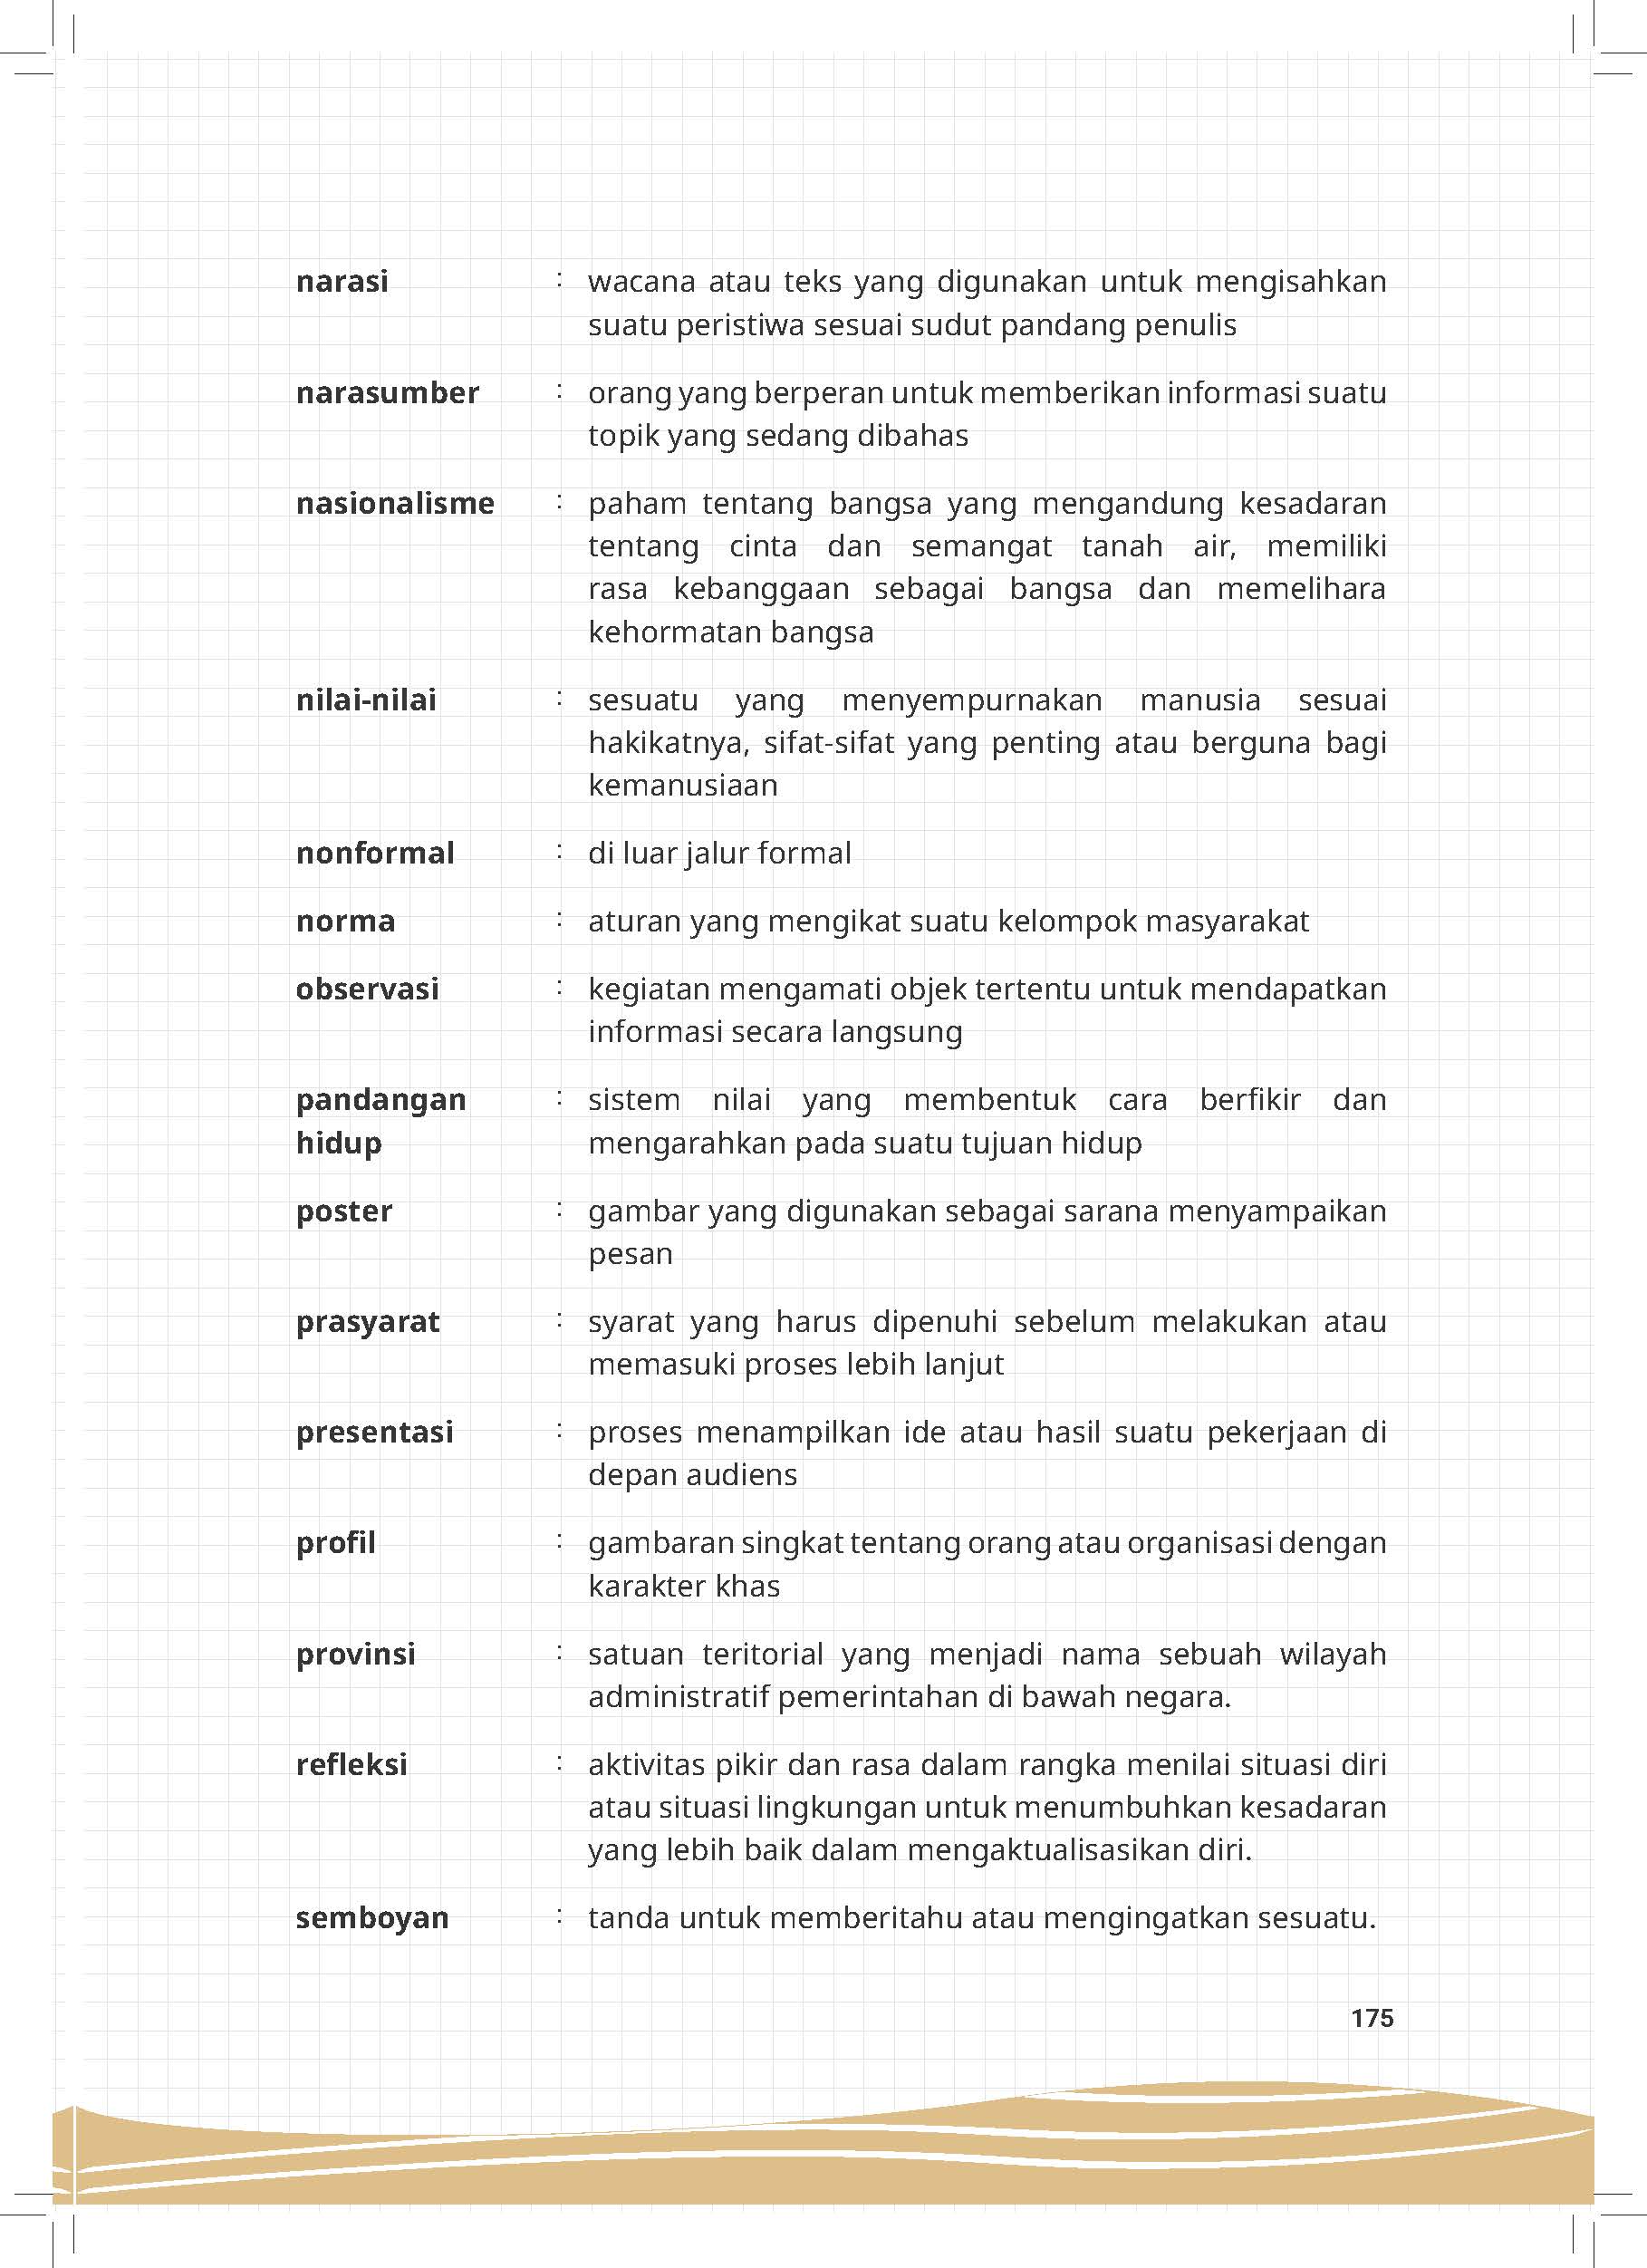 narasi : wacana atau teks yang digunakan untuk mengisahkan
suatu peristiwa sesuai sudut pandang penulis
narasumber : orang yang berperan untuk memberikan informasi suatu
topik yang sedang dibahas
nasionalisme : paham tentang bangsa yang mengandung kesadaran
tentang cinta dan semangat tanah air, memiliki
rasa kebanggaan sebagai bangsa dan memelihara
kehormatan bangsa
nilai-nilai : sesuatu yang menyempurnakan manusia sesuai
hakikatnya, sifat-sifat yang penting atau berguna bagi
kemanusiaan
nonformal : di luar jalur formal
norma : aturan yang mengikat suatu kelompok masyarakat
observasi : kegiatan mengamati objek tertentu untuk mendapatkan
informasi secara langsung
pandangan : sistem nilai yang membentuk cara berfikir dan
hidup mengarahkan pada suatu tujuan hidup
poster : gambar yang digunakan sebagai sarana menyampaikan
pesan
prasyarat : syarat yang harus dipenuhi sebelum melakukan atau
memasuki proses lebih lanjut
presentasi : proses menampilkan ide atau hasil suatu pekerjaan di
depan audiens
profil : gambaran singkat tentang orang atau organisasi dengan
karakter khas
provinsi : satuan teritorial yang menjadi nama sebuah wilayah
administratif pemerintahan di bawah negara.
refleksi : aktivitas pikir dan rasa dalam rangka menilai situasi diri
atau situasi lingkungan untuk menumbuhkan kesadaran
yang lebih baik dalam mengaktualisasikan diri.
semboyan : tanda untuk memberitahu atau mengingatkan sesuatu.
175